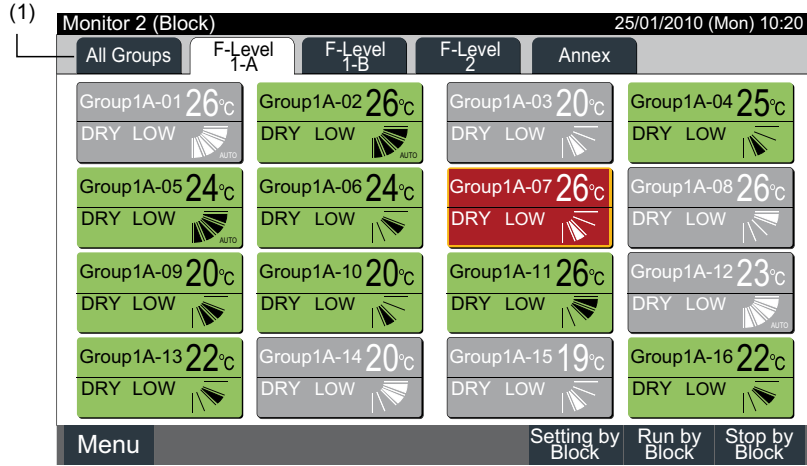 (1)
Monitor 2 (Block) 25/01/2010 (Mon) 10:20
All Groups F-Level 1-A F-Level 1-B F-Level 2 Annex
Group1A-01 26°C Group1A-02 26°C Group1A-03 20°C Group1A-04 25°C
DRY LOW AUTO DRY LOW AUTO DRY LOW DRY LOW
Group1A-05 24°C Group1A-06 24°C Group1A-07 26°C Group1A-08 26°C
DRY LOW AUTO DRY LOW DRY LOW DRY LOW
Group1A-09 20°C Group1A-10 20°C Group1A-11 26°C Group1A-12 23°C
DRY LOW DRY LOW DRY LOW DRY LOW AUTO
Group1A-13 22°C Group1A-14 20°C Group1A-15 19°C Group1A-16 22°C
DRY LOW DRY LOW DRY LOW DRY LOW
Menu Setting by Block Run by Block Stop by Block